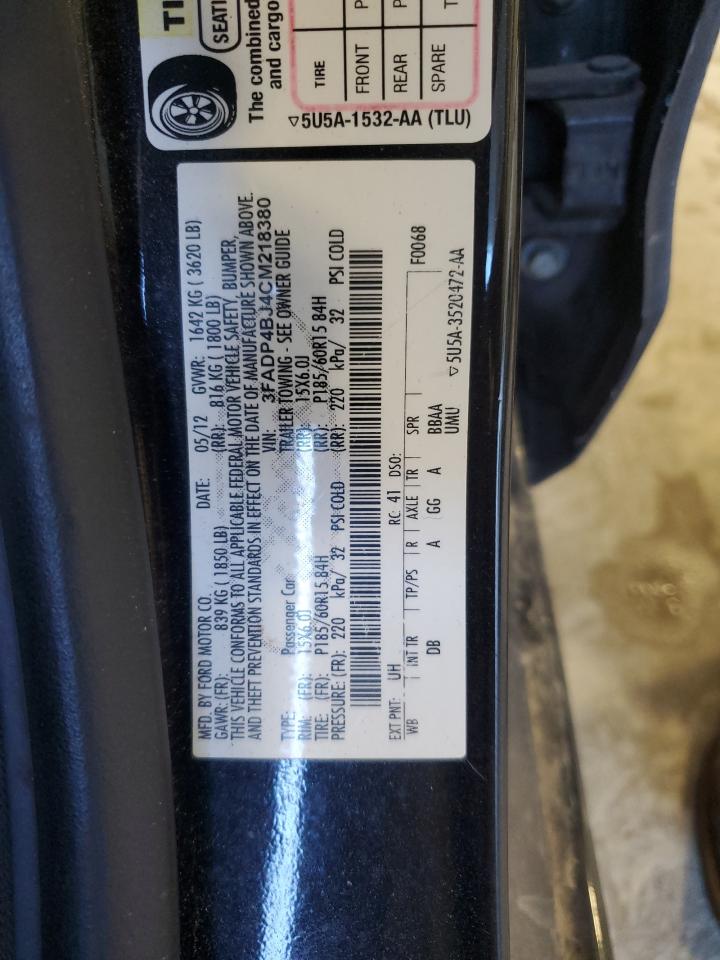 TI
SEATI
The combined
and cargo
TIRE
FRONT P
REAR P
SPARE T
▽5U5A-1532-AA (TLU)
MFD. BY FORD MOTOR CO. DATE: 05/12 GVWR: 1642 KG ( 3620 LB)
GAWR: (FR): 839 KG ( 1850 LB) (RR): 816 KG ( 1800 LB)
THIS VEHICLE CONFORMS TO ALL APPLICABLE FEDERAL MOTOR VEHICLE SAFETY, BUMPER,
AND THEFT PREVENTION STANDARDS IN EFFECT ON THE DATE OF MANUFACTURE SHOWN ABOVE.
VIN: 3FADP4BJ4CM218380
TYPE: Passenger Car TRAILER TOWING - SEE OWNER GUIDE
RIM: (FR): 15X6.0J (RR): 15X6.0J
TIRE: (FR): P185/60R15 84H (RR): P185/60R15 84H
PRESSURE: (FR): 220 kPa/ 32 PSI COLD (RR): 220 kPa/ 32 PSI COLD
EXT PNT: UH RC: 41 DSO: F0068
WB INT TR TP/PS R AXLE TR SPR
DB A GG A BBAA
UMU
▽5U5A-3520472-AA